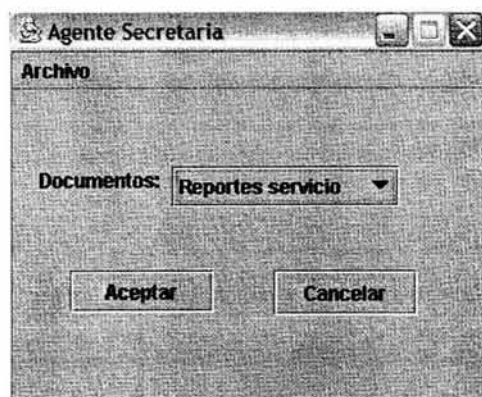 Agente Secretaria
Archivo
Documentos: Reportes servicio
Aceptar Cancelar